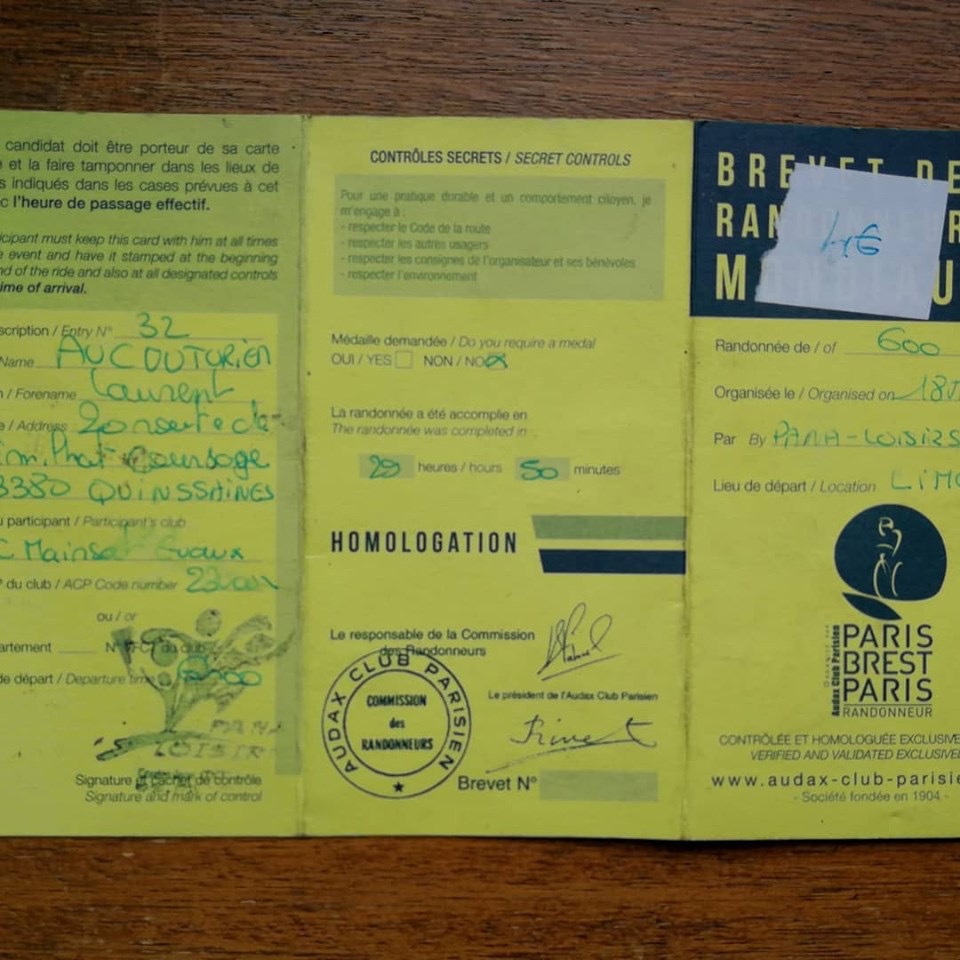 candidat doit être porteur de sa carte
et la faire tamponner dans les lieux de
s indiqués dans les cases prévues à cet
c l'heure de passage effectif.
icipant must keep this card with him at all times
e event and have it stamped at the beginning
nd of the ride and also at all designated controls
ime of arrival.
scription / Entry N° 32
Name AUCOUTURIER
/ Forename Laurent
e / Address
QUINSSAINES
u participant / Participant's club
C Mainsat Evaux
° du club / ACP Code number
ou / or
artement N° FFCT du club
de départ / Departure time
LOISIR
Signature et cachet de contrôle
Signature and mark of control
CONTRÔLES SECRETS / SECRET CONTROLS
Pour une pratique durable et un comportement citoyen, je
m'engage à :
- respecter le Code de la route
- respecter les autres usagers
- respecter les consignes de l'organisateur et ses bénévoles
- respecter l'environnement
Médaille demandée / Do you require a medal
OUI / YES NON / NO
La randonnée a été accomplie en
The randonnée was completed in
29 heures / hours 50 minutes
HOMOLOGATION
Le responsable de la Commission
des Randonneurs
AUDAX CLUB PARISIEN
COMMISSION
des
RANDONNEURS
Le président de l'Audax Club Parisien
Brevet N°
BREVET DE
RAN
M
4€
Randonnée de / of 600
Organisée le / Organised on 18
Par By PANA-LOISIRS
Lieu de départ / Location LIMO
Audax Club Parisien
PARIS
BREST
PARIS
RANDONNEUR
CONTRÔLÉE ET HOMOLOGUÉE EXCLUSIVE
VERIFIED AND VALIDATED EXCLUSIVE
www.audax-club-parisie
- Société fondée en 1904 -